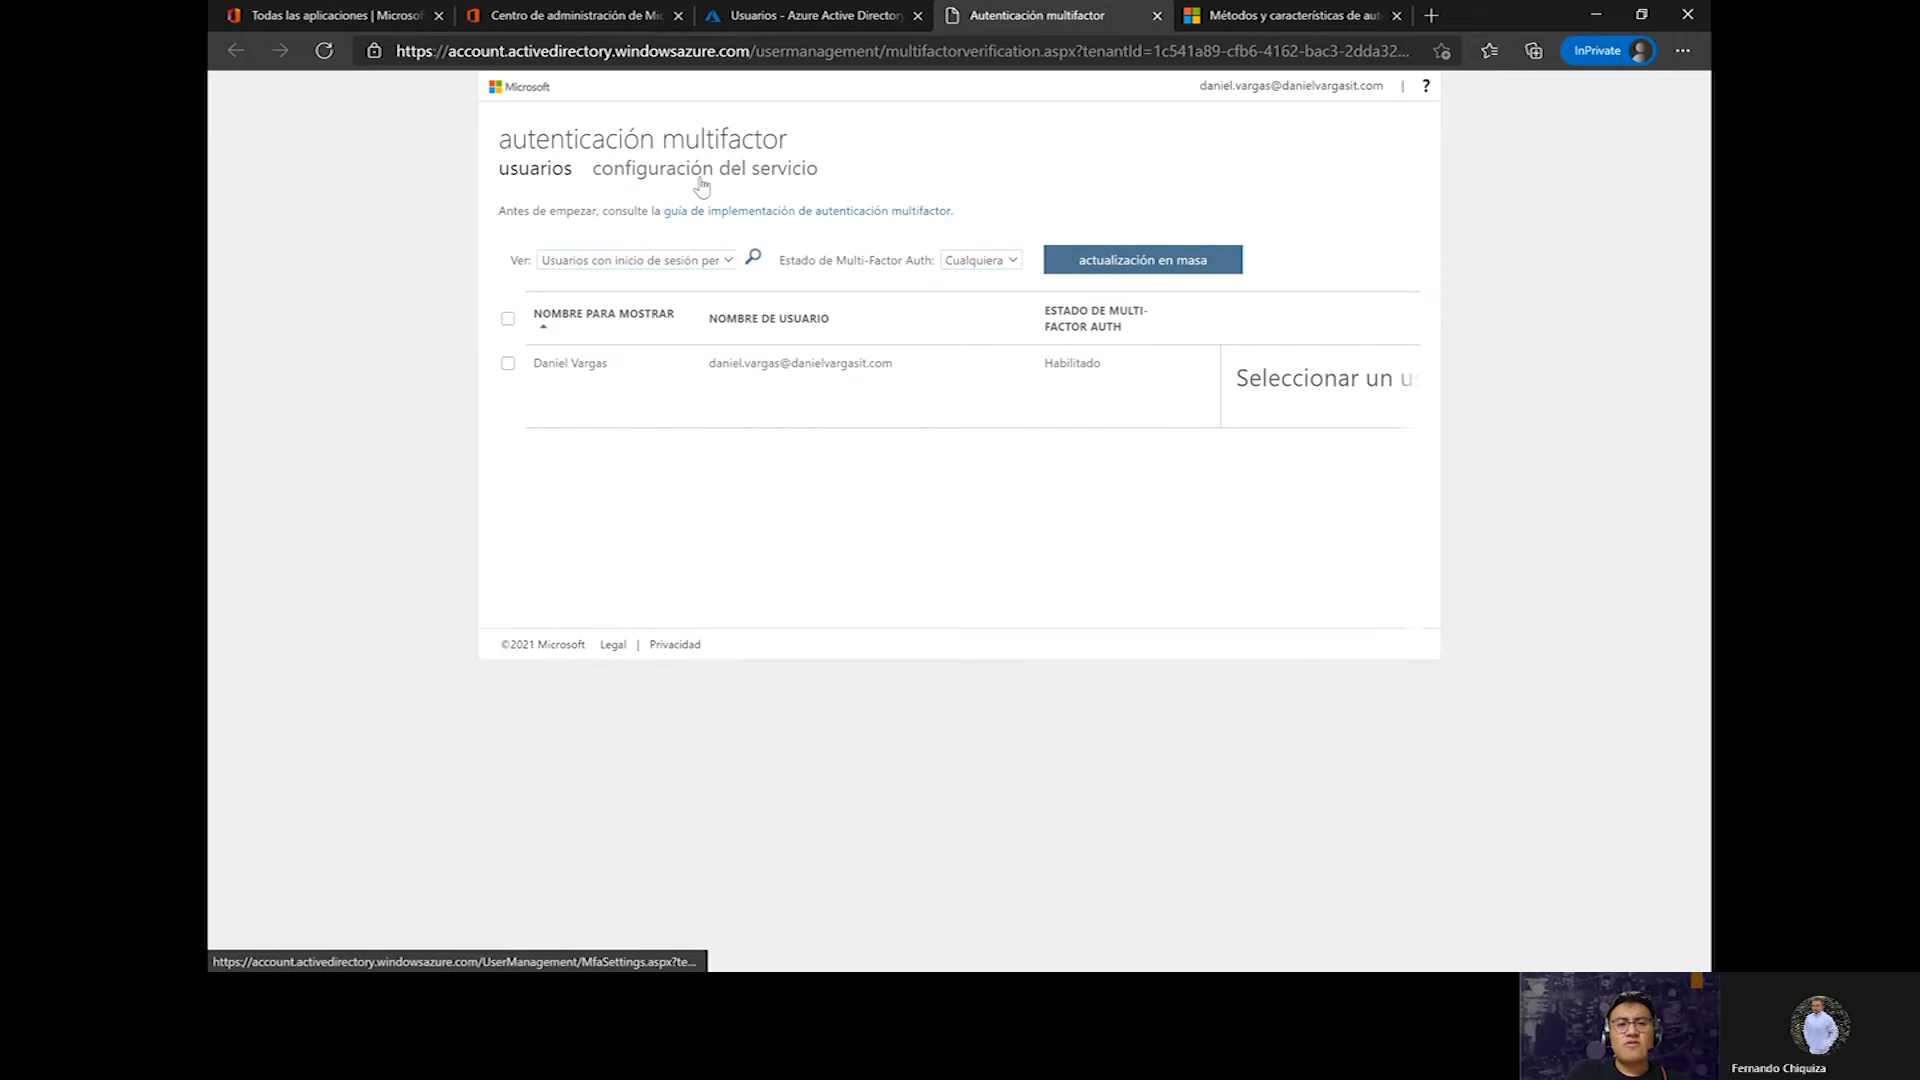 Todas las aplicaciones | Microsof
Centro de administración de Mi
Usuarios - Azure Active Directory
Autenticación multifactor
Métodos y características de aut
https://account.activedirectory.windowsazure.com/usermanagement/multifactorverification.aspx?tenantId=1c541a89-cfb6-4162-bac3-2dda32...
InPrivate
Microsoft
daniel.vargas@danielvargasit.com | ?
autenticación multifactor
usuarios configuración del servicio
Antes de empezar, consulte la guía de implementación de autenticación multifactor.
Ver: Usuarios con inicio de sesión per
Estado de Multi-Factor Auth: Cualquiera
actualización en masa
NOMBRE PARA MOSTRAR
NOMBRE DE USUARIO
ESTADO DE MULTI-
FACTOR AUTH
Daniel Vargas
daniel.vargas@danielvargasit.com
Habilitado
Seleccionar un u
©2021 Microsoft Legal | Privacidad
https://account.activedirectory.windowsazure.com/UserManagement/MfaSettings.aspx?te...
Fernando Chiquiza